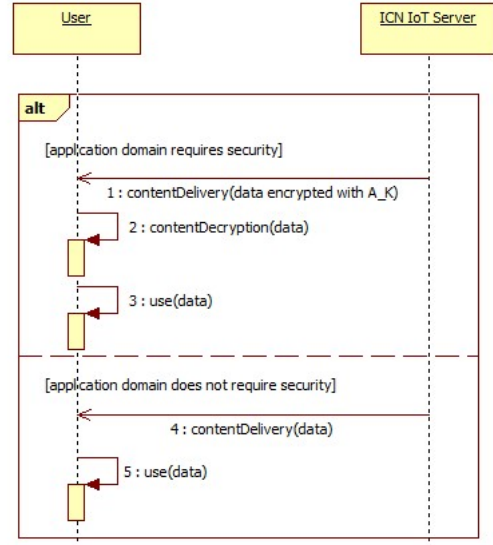 User
ICN IoT Server
alt
[application domain requires security]
1 : contentDelivery(data encrypted with A_K)
2 : contentDecryption(data)
3 : use(data)
[application domain does not require security]
4 : contentDelivery(data)
5 : use(data)